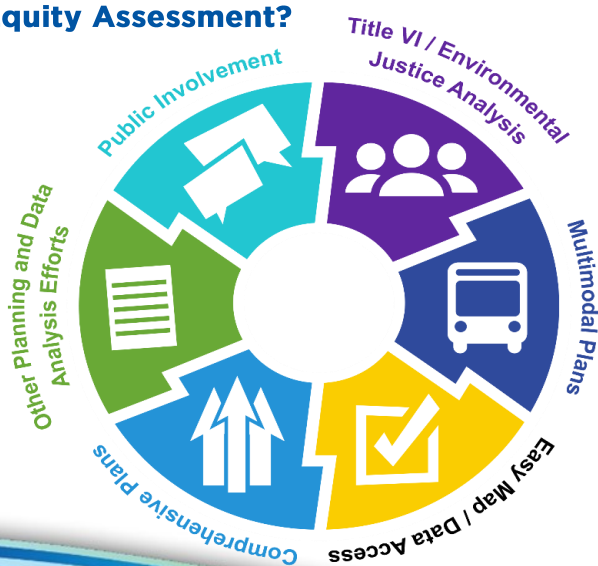 quity Assessment?
Title VI / Environmental
Justice Analysis
Public Involvement
Multimodal Plans
Other Planning and Data
Analysis Efforts
Easy Map / Data Access
Comprehensive Plans